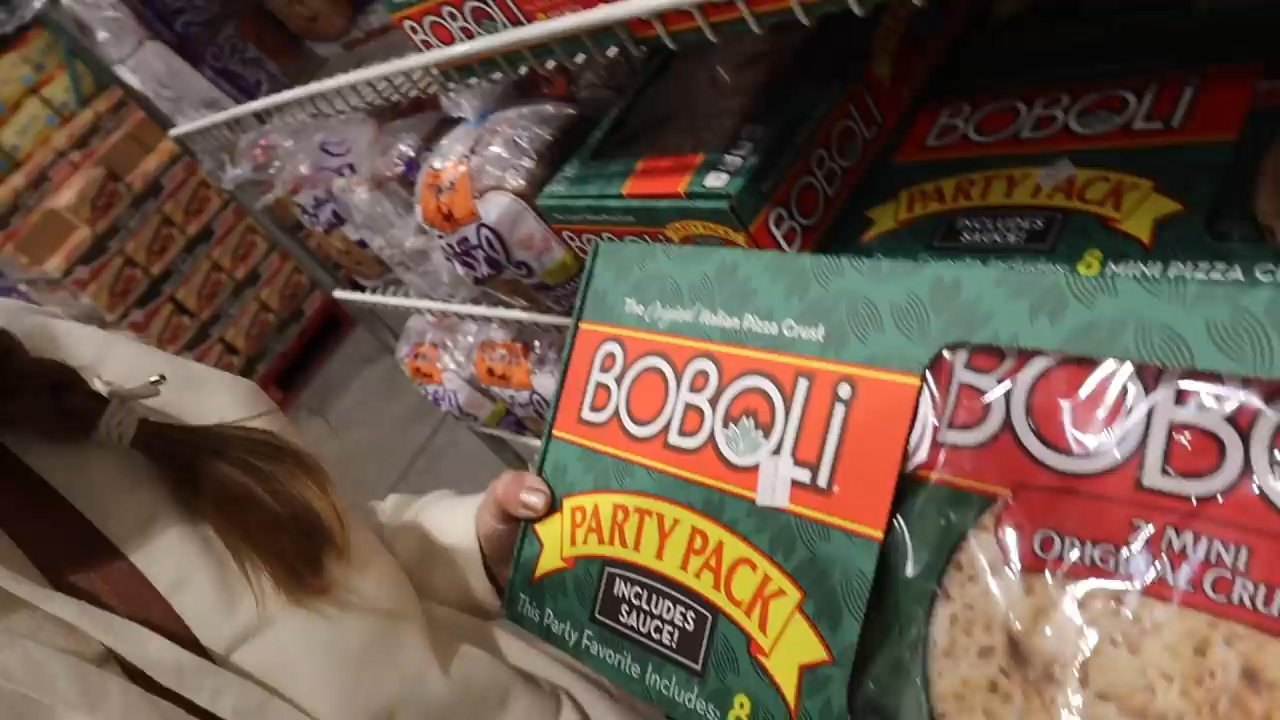 BOBOLI
BOBOLI
BOBOLI
PARTY PACK
INCLUDES
SAUCE!
8 MINI PIZZA C
The Original Italian Pizza Crust
BOBOLI
PARTY PACK
INCLUDES
SAUCE!
This Party Favorite Includes:
8
BOBO
2 MINI
ORIGINAL CRU